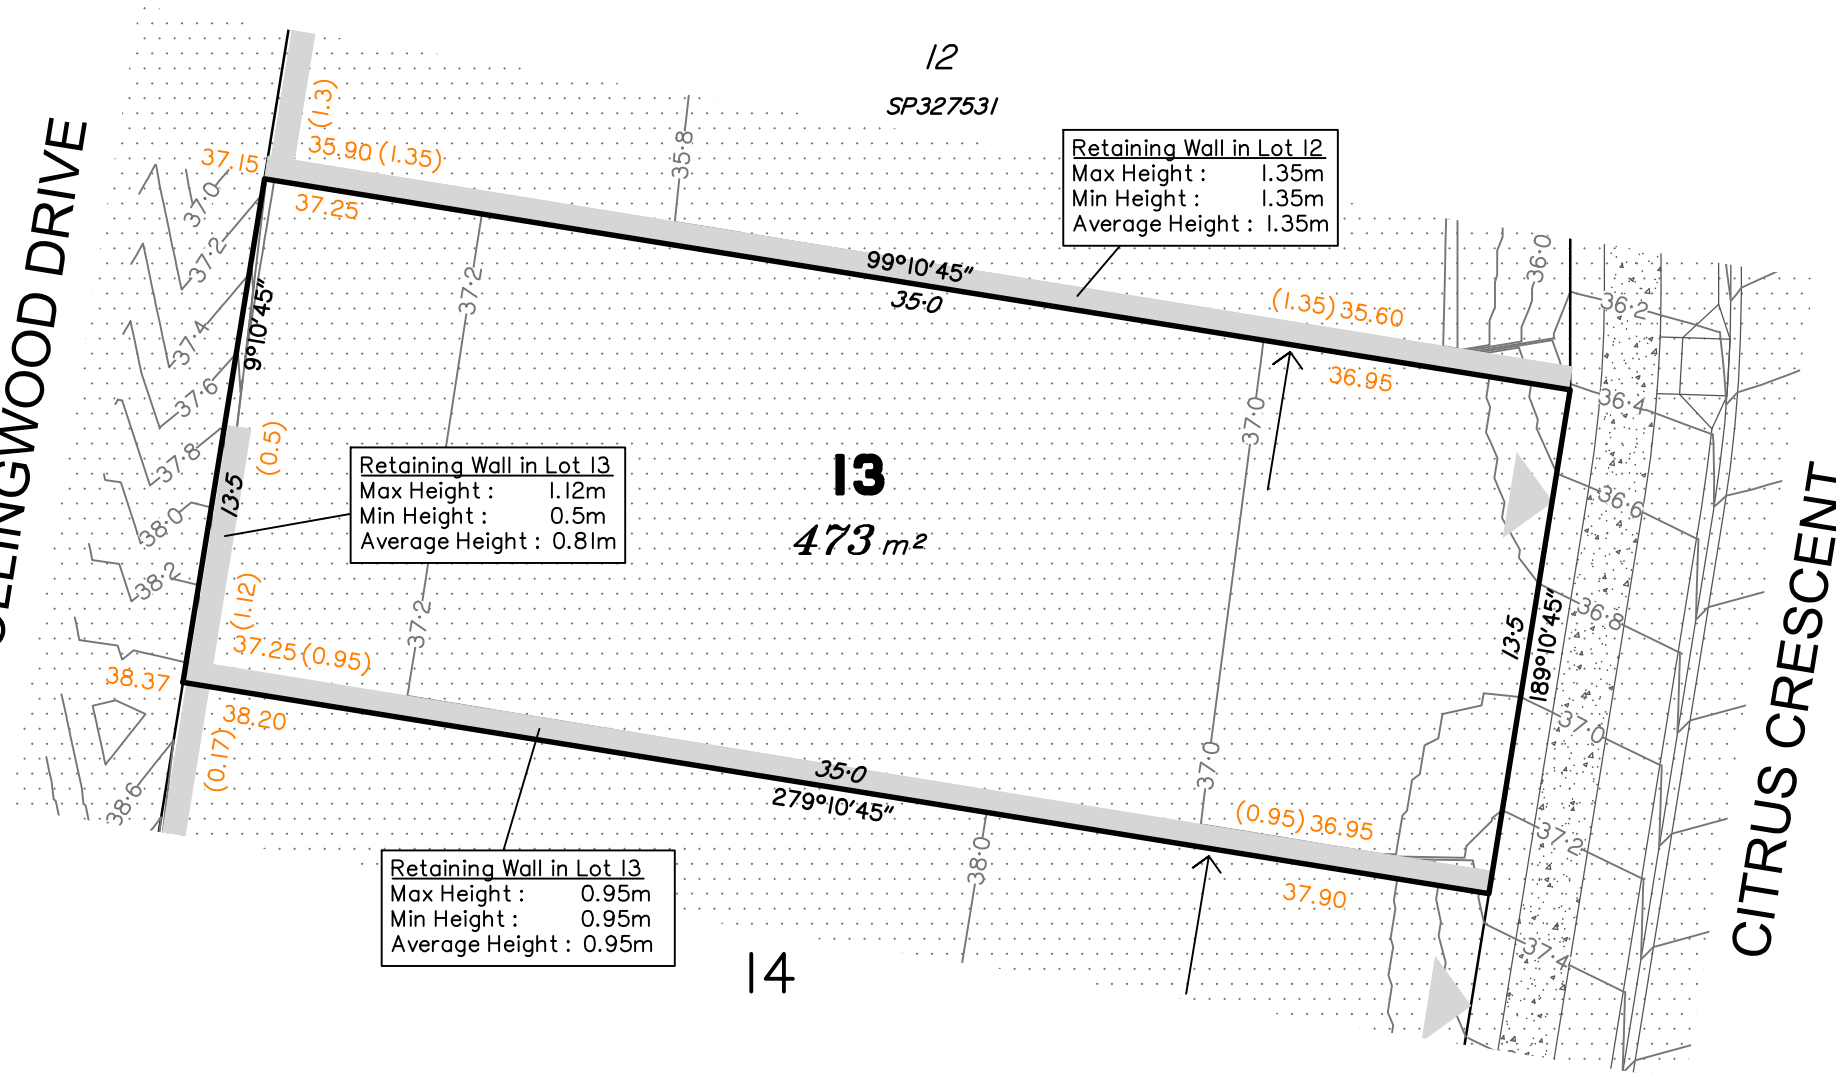 12
SP327531
(1.3)
35.90 (1.35)
37.15
37.25
35.8
Retaining Wall in Lot 12
Max Height : 1.35m
Min Height : 1.35m
Average Height : 1.35m
99°10'45"
35.0
(1.35) 35.60
36.95
36.0
36.2
36.4
36.6
36.8
37.0
37.2
37.4
37.0
37.2
37.4
37.6
37.8
38.0
38.2
38.6
9°10'45"
13.5
(0.5)
37.2
37.2
37.0
37.0
Retaining Wall in Lot 13
Max Height : 1.12m
Min Height : 0.5m
Average Height : 0.81m
13
473 m²
(1.12)
37.25 (0.95)
38.37
38.20
(0.17)
13.5
189°10'45"
35.0
279°10'45"
(0.95) 36.95
37.90
38.0
Retaining Wall in Lot 13
Max Height : 0.95m
Min Height : 0.95m
Average Height : 0.95m
14
DRIVE
CITRUS CRESCENT